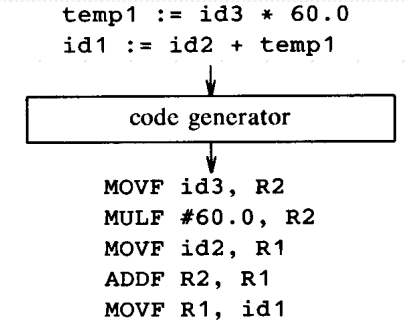 temp1 := id3 * 60.0
id1 := id2 + temp1
code generator
MOVF id3, R2
MULF #60.0, R2
MOVF id2, R1
ADDF R2, R1
MOVF R1, id1